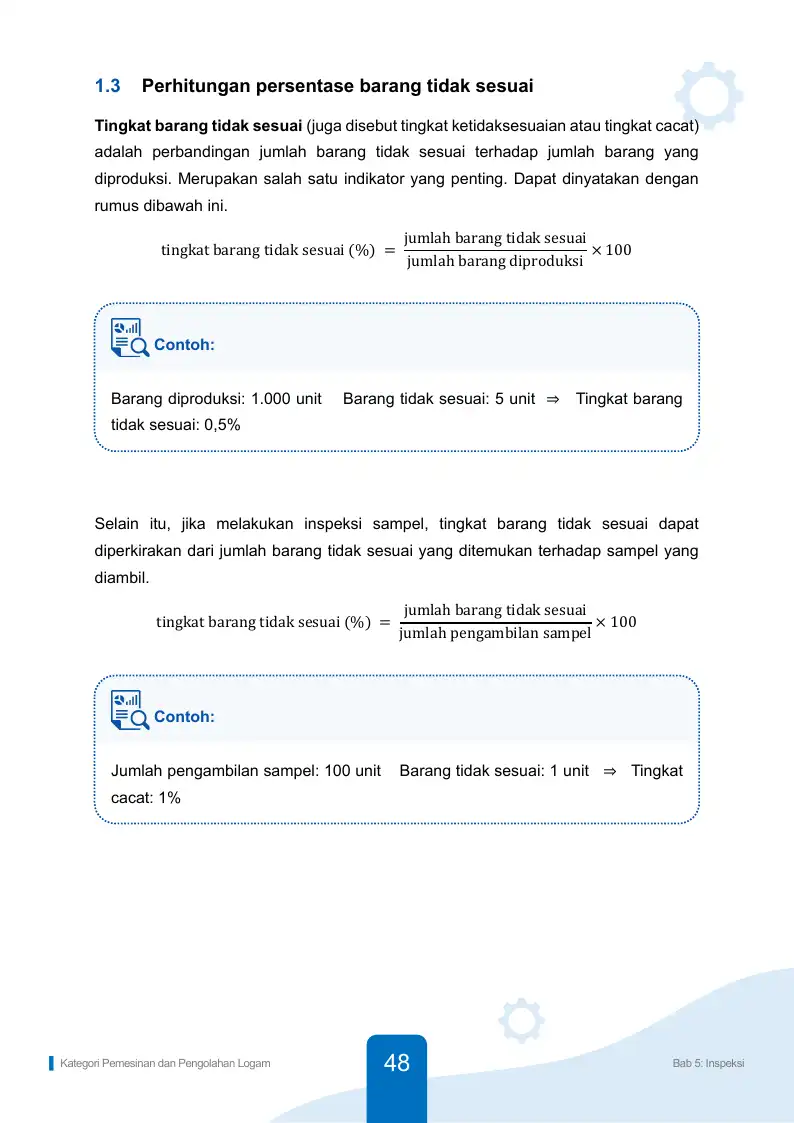 1.3 Perhitungan persentase barang tidak sesuai
Tingkat barang tidak sesuai (juga disebut tingkat ketidaksesuaian atau tingkat cacat)
adalah perbandingan jumlah barang tidak sesuai terhadap jumlah barang yang
diproduksi. Merupakan salah satu indikator yang penting. Dapat dinyatakan dengan
rumus dibawah ini.
tingkat barang tidak sesuai (%) = jumlah barang tidak sesuai / jumlah barang diproduksi × 100
Contoh:
Barang diproduksi: 1.000 unit Barang tidak sesuai: 5 unit ⇒ Tingkat barang
tidak sesuai: 0,5%
Selain itu, jika melakukan inspeksi sampel, tingkat barang tidak sesuai dapat
diperkirakan dari jumlah barang tidak sesuai yang ditemukan terhadap sampel yang
diambil.
tingkat barang tidak sesuai (%) = jumlah barang tidak sesuai / jumlah pengambilan sampel × 100
Contoh:
Jumlah pengambilan sampel: 100 unit Barang tidak sesuai: 1 unit ⇒ Tingkat
cacat: 1%
Kategori Pemesinan dan Pengolahan Logam
48
Bab 5: Inspeksi